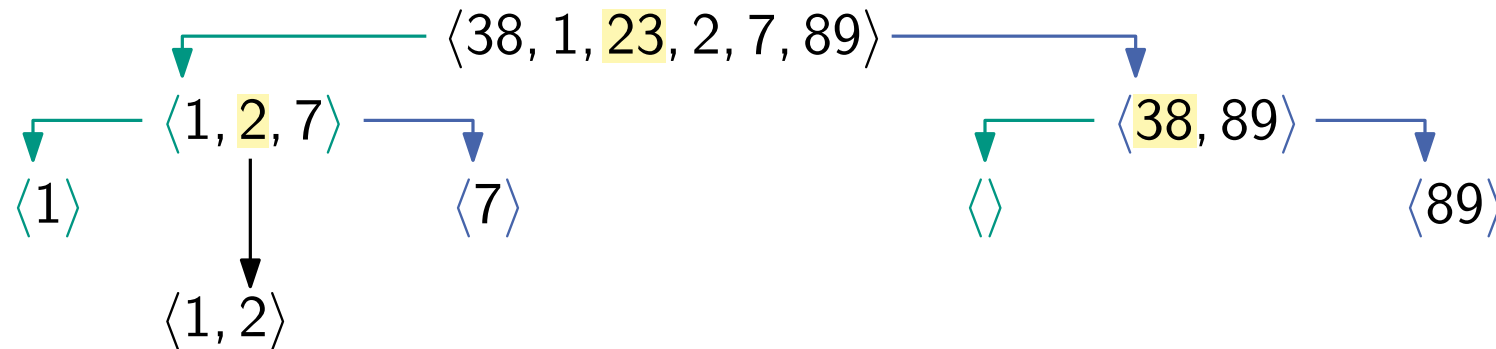 ⟨38, 1, 23, 2, 7, 89⟩
⟨1, 2, 7⟩ ⟨38, 89⟩
⟨1⟩ ⟨7⟩ ⟨⟩ ⟨89⟩
⟨1, 2⟩